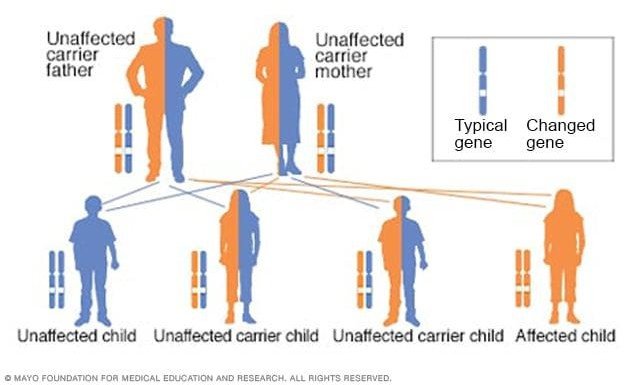 Unaffected
carrier
father
Unaffected
carrier
mother
Typical
gene
Changed
gene
Unaffected child
Unaffected carrier child
Unaffected carrier child
Affected child
© MAYO FOUNDATION FOR MEDICAL EDUCATION AND RESEARCH. ALL RIGHTS RESERVED.